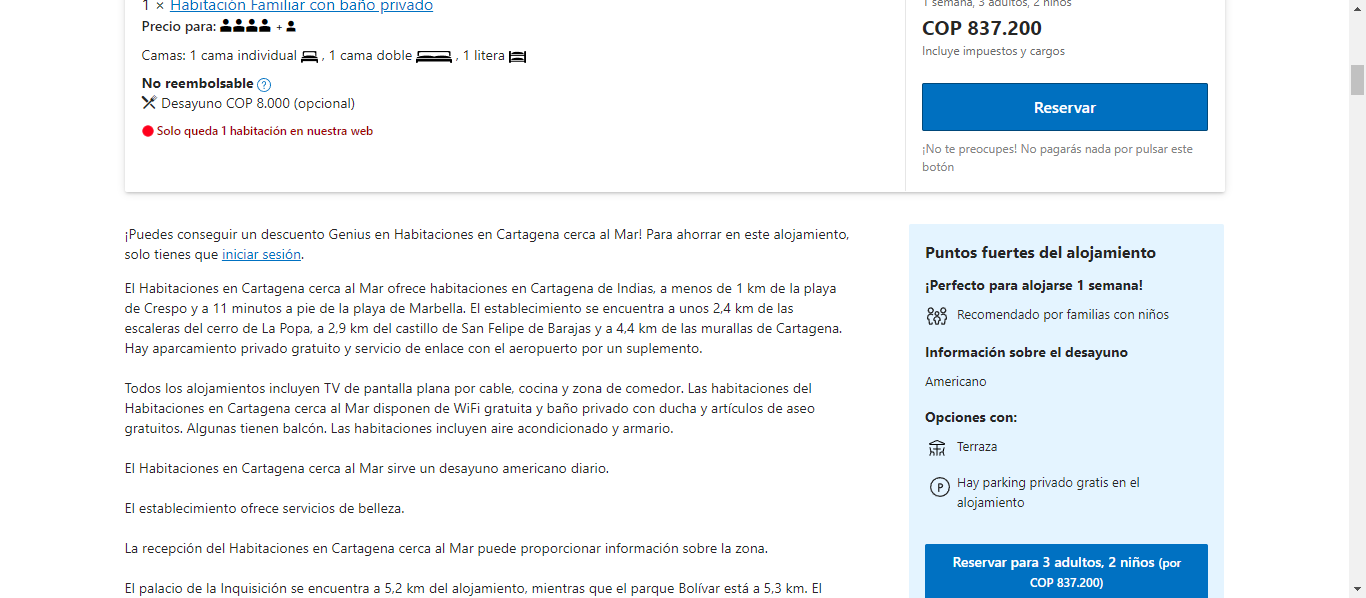 1 × Habitación Familiar con baño privado
Precio para: +
Camas: 1 cama individual , 1 cama doble , 1 litera
No reembolsable ?
Desayuno COP 8.000 (opcional)
Solo queda 1 habitación en nuestra web
1 semana, 3 adultos, 2 niños
COP 837.200
Incluye impuestos y cargos
Reservar
¡No te preocupes! No pagarás nada por pulsar este
botón
¡Puedes conseguir un descuento Genius en Habitaciones en Cartagena cerca al Mar! Para ahorrar en este alojamiento,
solo tienes que iniciar sesión.
El Habitaciones en Cartagena cerca al Mar ofrece habitaciones en Cartagena de Indias, a menos de 1 km de la playa
de Crespo y a 11 minutos a pie de la playa de Marbella. El establecimiento se encuentra a unos 2,4 km de las
escaleras del cerro de La Popa, a 2,9 km del castillo de San Felipe de Barajas y a 4,4 km de las murallas de Cartagena.
Hay aparcamiento privado gratuito y servicio de enlace con el aeropuerto por un suplemento.
Todos los alojamientos incluyen TV de pantalla plana por cable, cocina y zona de comedor. Las habitaciones del
Habitaciones en Cartagena cerca al Mar disponen de WiFi gratuita y baño privado con ducha y artículos de aseo
gratuitos. Algunas tienen balcón. Las habitaciones incluyen aire acondicionado y armario.
El Habitaciones en Cartagena cerca al Mar sirve un desayuno americano diario.
El establecimiento ofrece servicios de belleza.
La recepción del Habitaciones en Cartagena cerca al Mar puede proporcionar información sobre la zona.
El palacio de la Inquisición se encuentra a 5,2 km del alojamiento, mientras que el parque Bolívar está a 5,3 km. El
Puntos fuertes del alojamiento
¡Perfecto para alojarse 1 semana!
Recomendado por familias con niños
Información sobre el desayuno
Americano
Opciones con:
Terraza
P Hay parking privado gratis en el
alojamiento
Reservar para 3 adultos, 2 niños (por
COP 837.200)